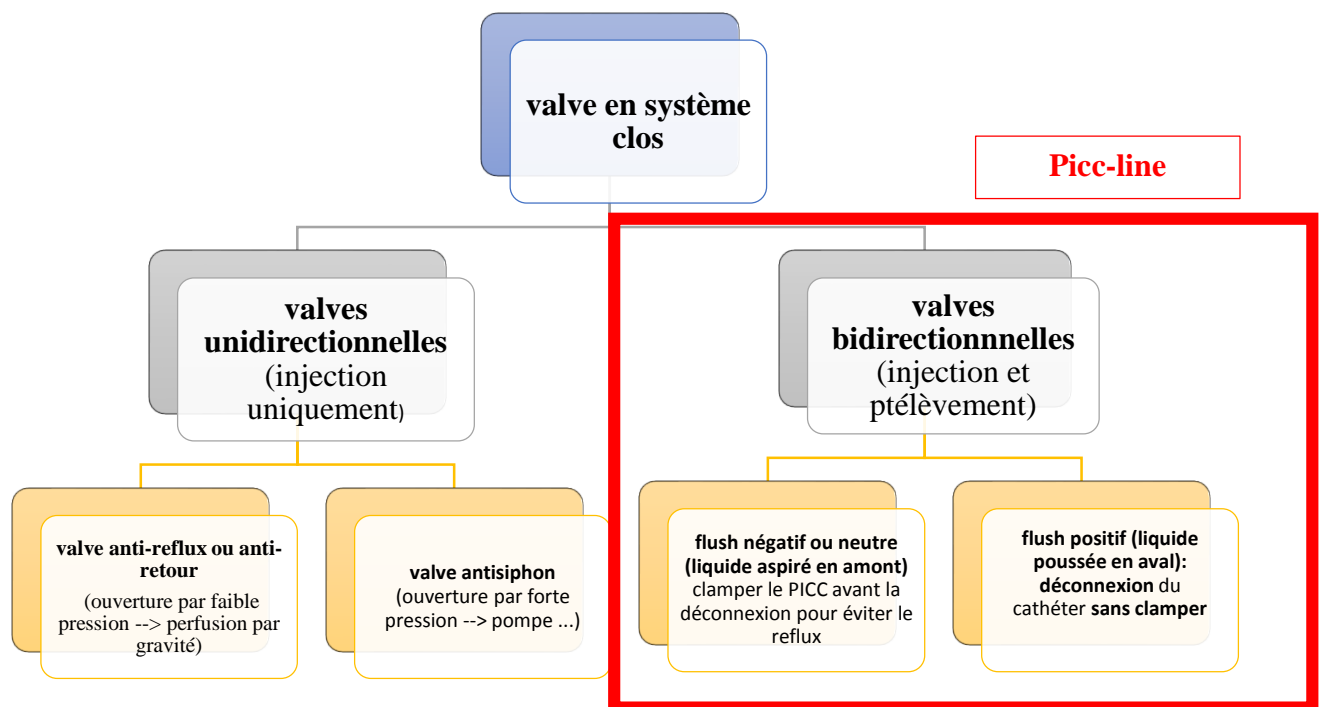 valve en système
clos
Picc-line
valves
unidirectionnelles
(injection
uniquement)
valves
bidirectionnnelles
(injection et
ptélèvement)
valve anti-reflux ou anti-
retour
(ouverture par faible
pression --> perfusion par
gravité)
valve antisiphon
(ouverture par forte
pression --> pompe ...)
flush négatif ou neutre
(liquide aspiré en amont)
clamper le PICC avant la
déconnexion pour éviter le
reflux
flush positif (liquide
poussée en aval):
déconnexion du
cathéter sans clamper